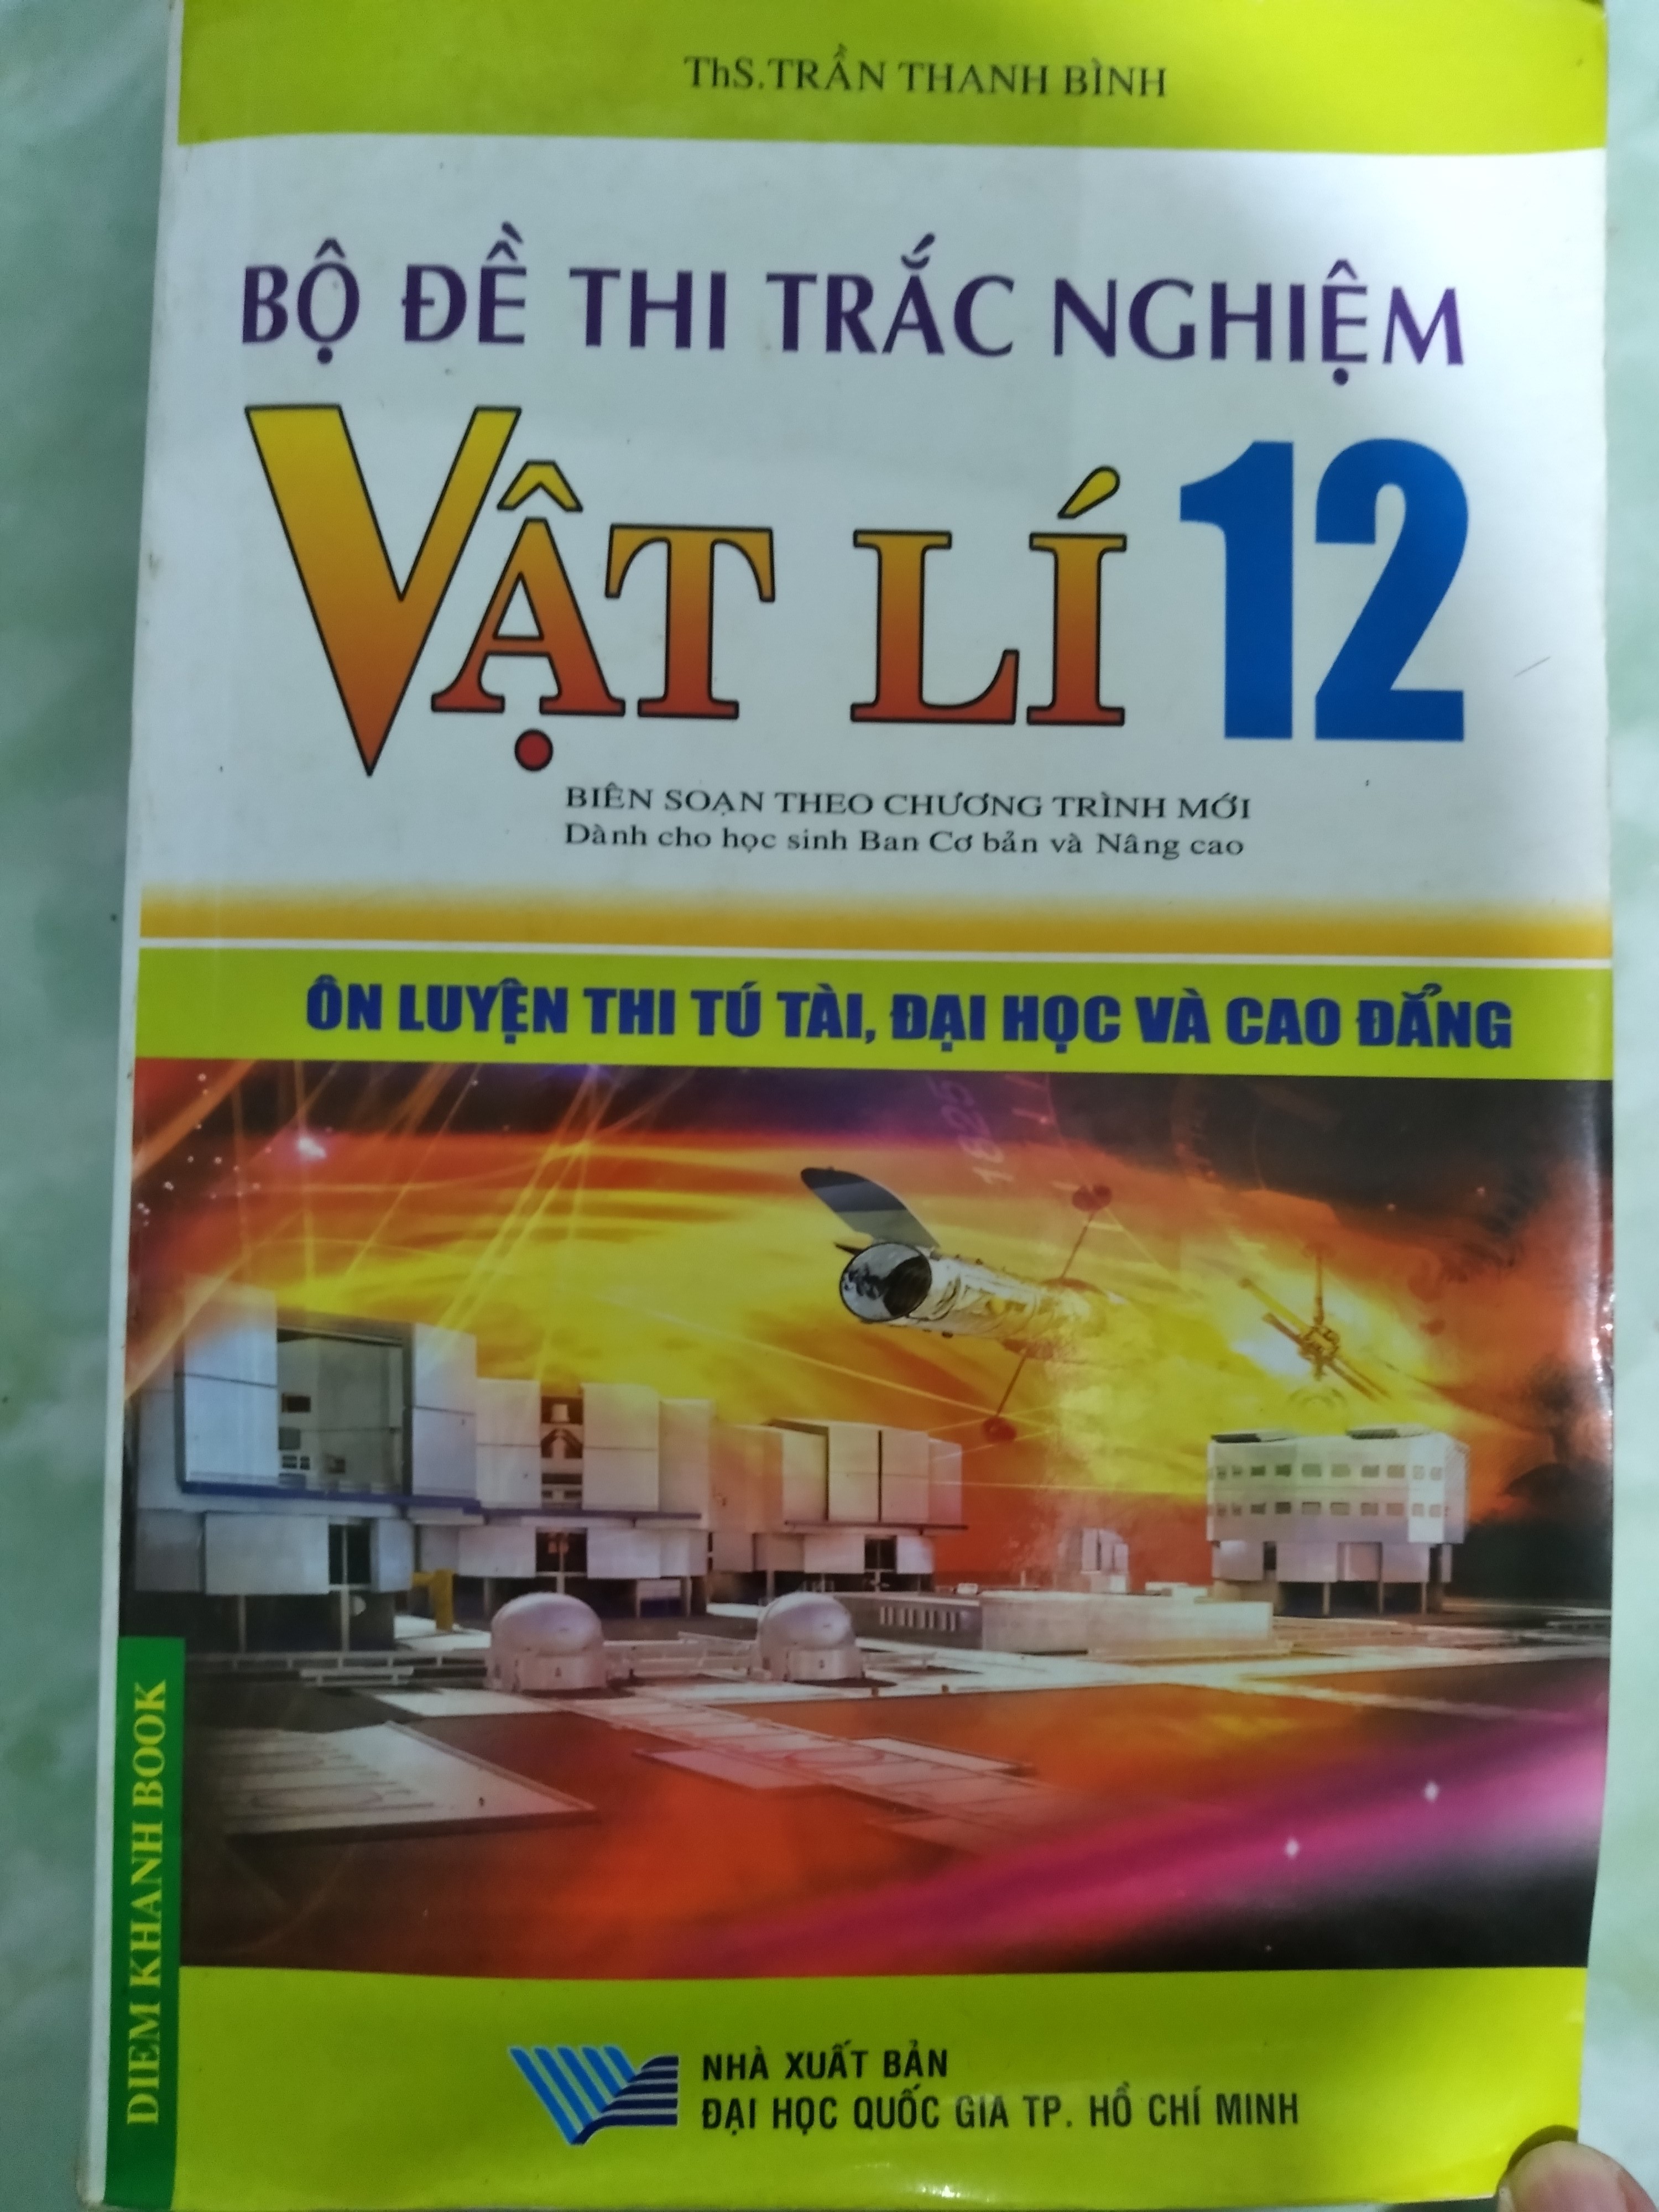 ThS.TRẦN THANH BÌNH
BỘ ĐỀ THI TRẮC NGHIỆM
VẬT LÍ 12
BIÊN SOẠN THEO CHƯƠNG TRÌNH MỚI
Dành cho học sinh Ban Cơ bản và Nâng cao
ÔN LUYỆN THI TÚ TÀI, ĐẠI HỌC VÀ CAO ĐẲNG
1625
DIEM KHANH BOOK
NHÀ XUẤT BẢN
ĐẠI HỌC QUỐC GIA TP. HỒ CHÍ MINH